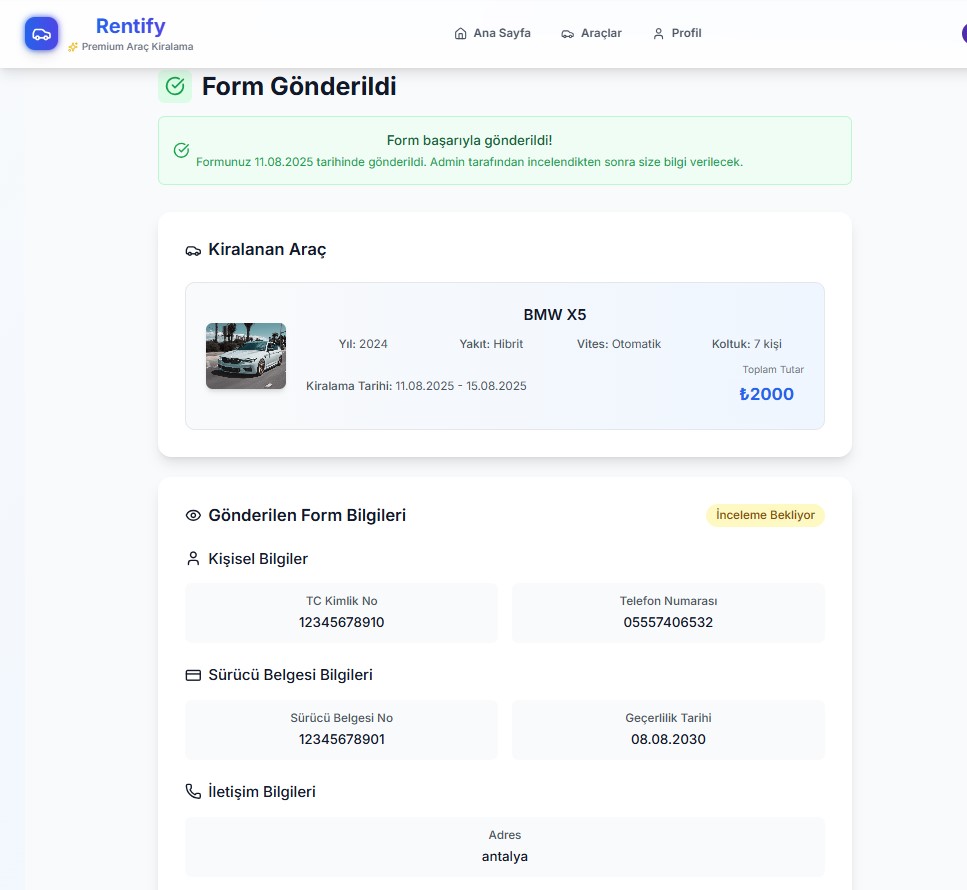 Rentify
✨ Premium Araç Kiralama
Ana Sayfa
Araçlar
Profil
Form Gönderildi
Form başarıyla gönderildi!
Formunuz 11.08.2025 tarihinde gönderildi. Admin tarafından incelendikten sonra size bilgi verilecek.
Kiralanan Araç
BMW X5
Yıl: 2024
Yakıt: Hibrit
Vites: Otomatik
Koltuk: 7 kişi
Kiralama Tarihi: 11.08.2025 - 15.08.2025
Toplam Tutar
₺2000
Gönderilen Form Bilgileri
İnceleme Bekliyor
Kişisel Bilgiler
TC Kimlik No
12345678910
Telefon Numarası
05557406532
Sürücü Belgesi Bilgileri
Sürücü Belgesi No
12345678901
Geçerlilik Tarihi
08.08.2030
İletişim Bilgileri
Adres
antalya